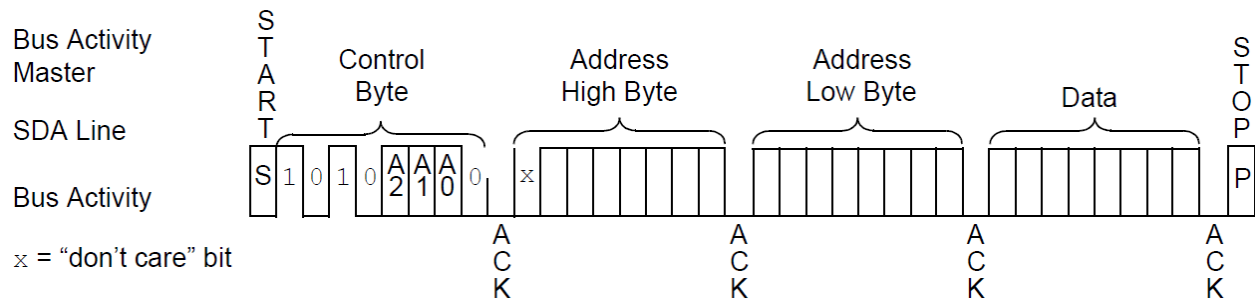 Bus Activity
Master
SDA Line
Bus Activity
x = “don’t care” bit
START
Control
Byte
Address
High Byte
Address
Low Byte
Data
STOP
S 1 0 1 0 A2 A1 A0 0 x P
ACK
ACK
ACK
ACK